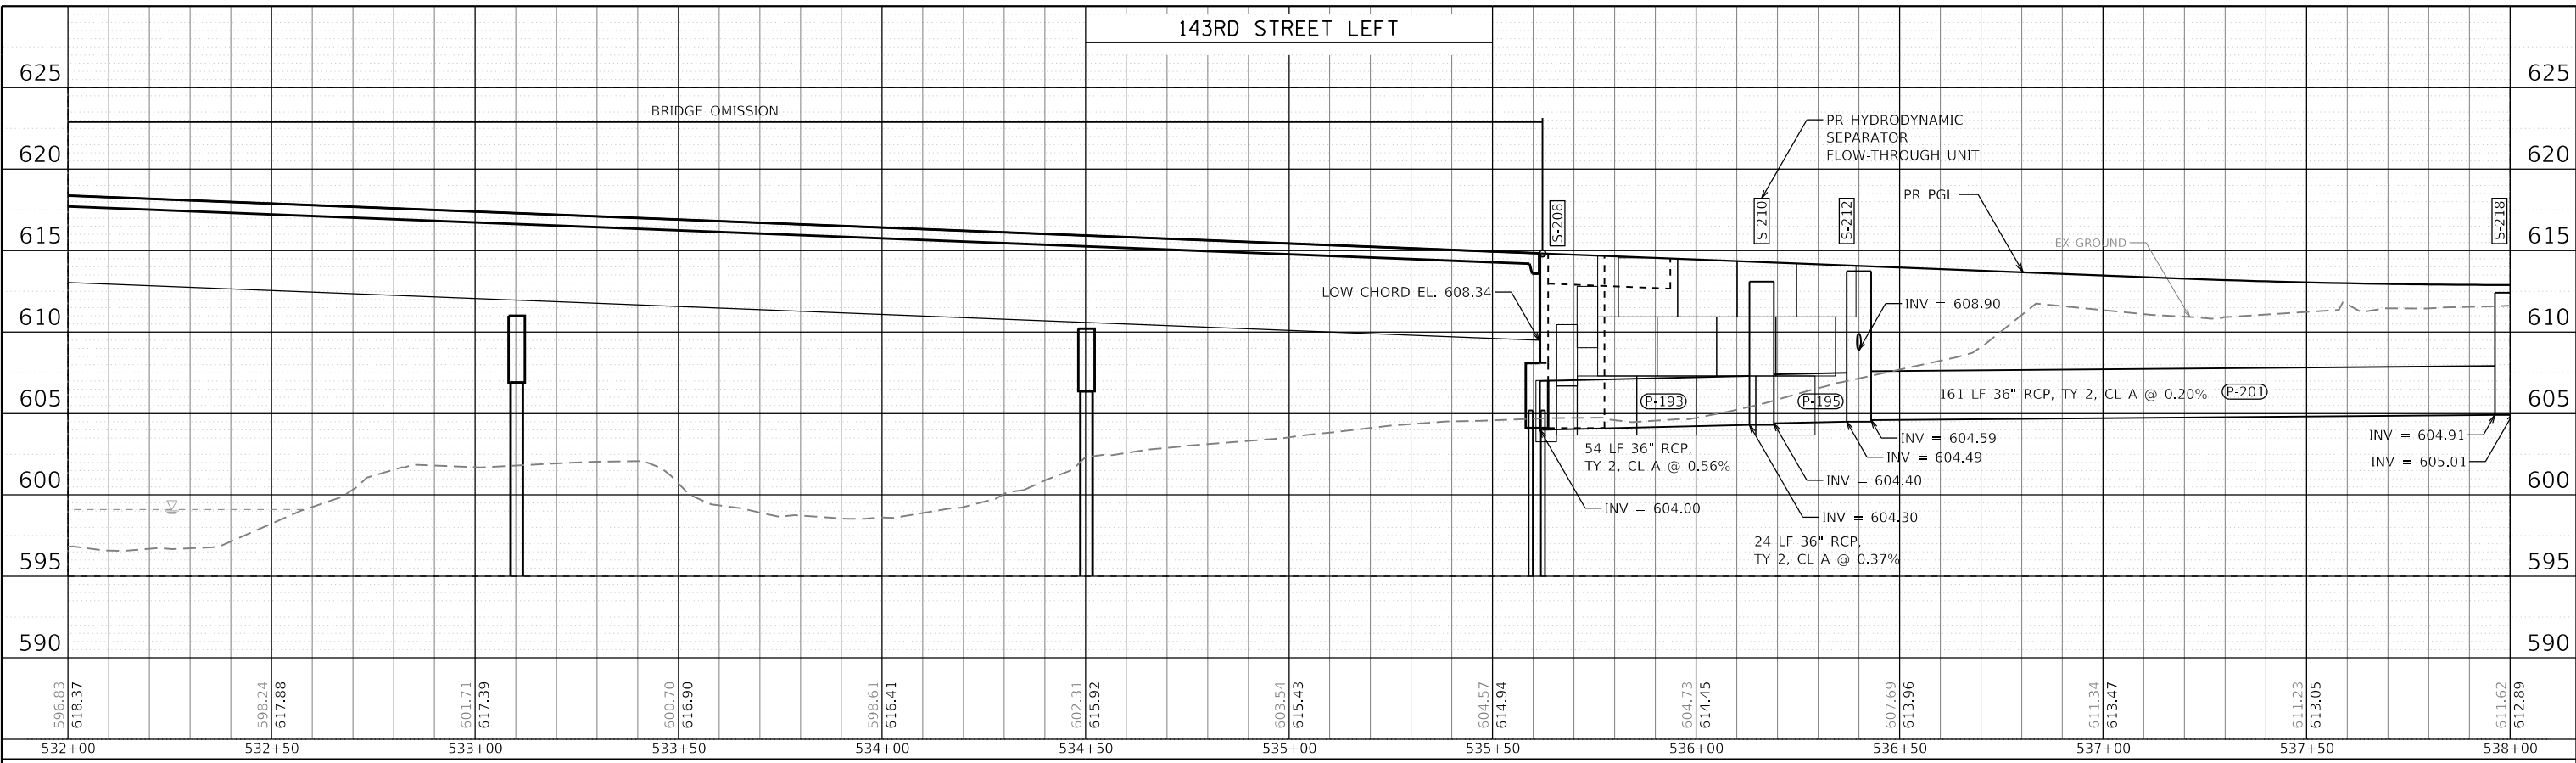 143RD STREET LEFT
625
625
BRIDGE OMISSION
PR HYDRODYNAMIC
SEPARATOR
FLOW-THROUGH UNIT
620
620
PR PGL
S-208
S-210
S-212
S-218
615
615
EX GROUND
LOW CHORD EL. 608.34
INV = 608.90
610
610
605
605
P-193
P-195
161 LF 36" RCP, TY 2, CL A @ 0.20%
P-201
INV = 604.59
INV = 604.91
54 LF 36" RCP,
TY 2, CL A @ 0.56%
INV = 604.49
INV = 605.01
600
600
INV = 604.40
INV = 604.00
INV = 604.30
24 LF 36" RCP,
TY 2, CL A @ 0.37%
595
595
590
590
596.83
618.37
598.24
617.88
601.71
617.39
600.70
616.90
598.61
616.41
602.31
615.92
603.54
615.43
604.57
614.94
604.73
614.45
607.69
613.96
611.34
613.47
611.23
613.05
611.62
612.89
532+00
532+50
533+00
533+50
534+00
534+50
535+00
535+50
536+00
536+50
537+00
537+50
538+00